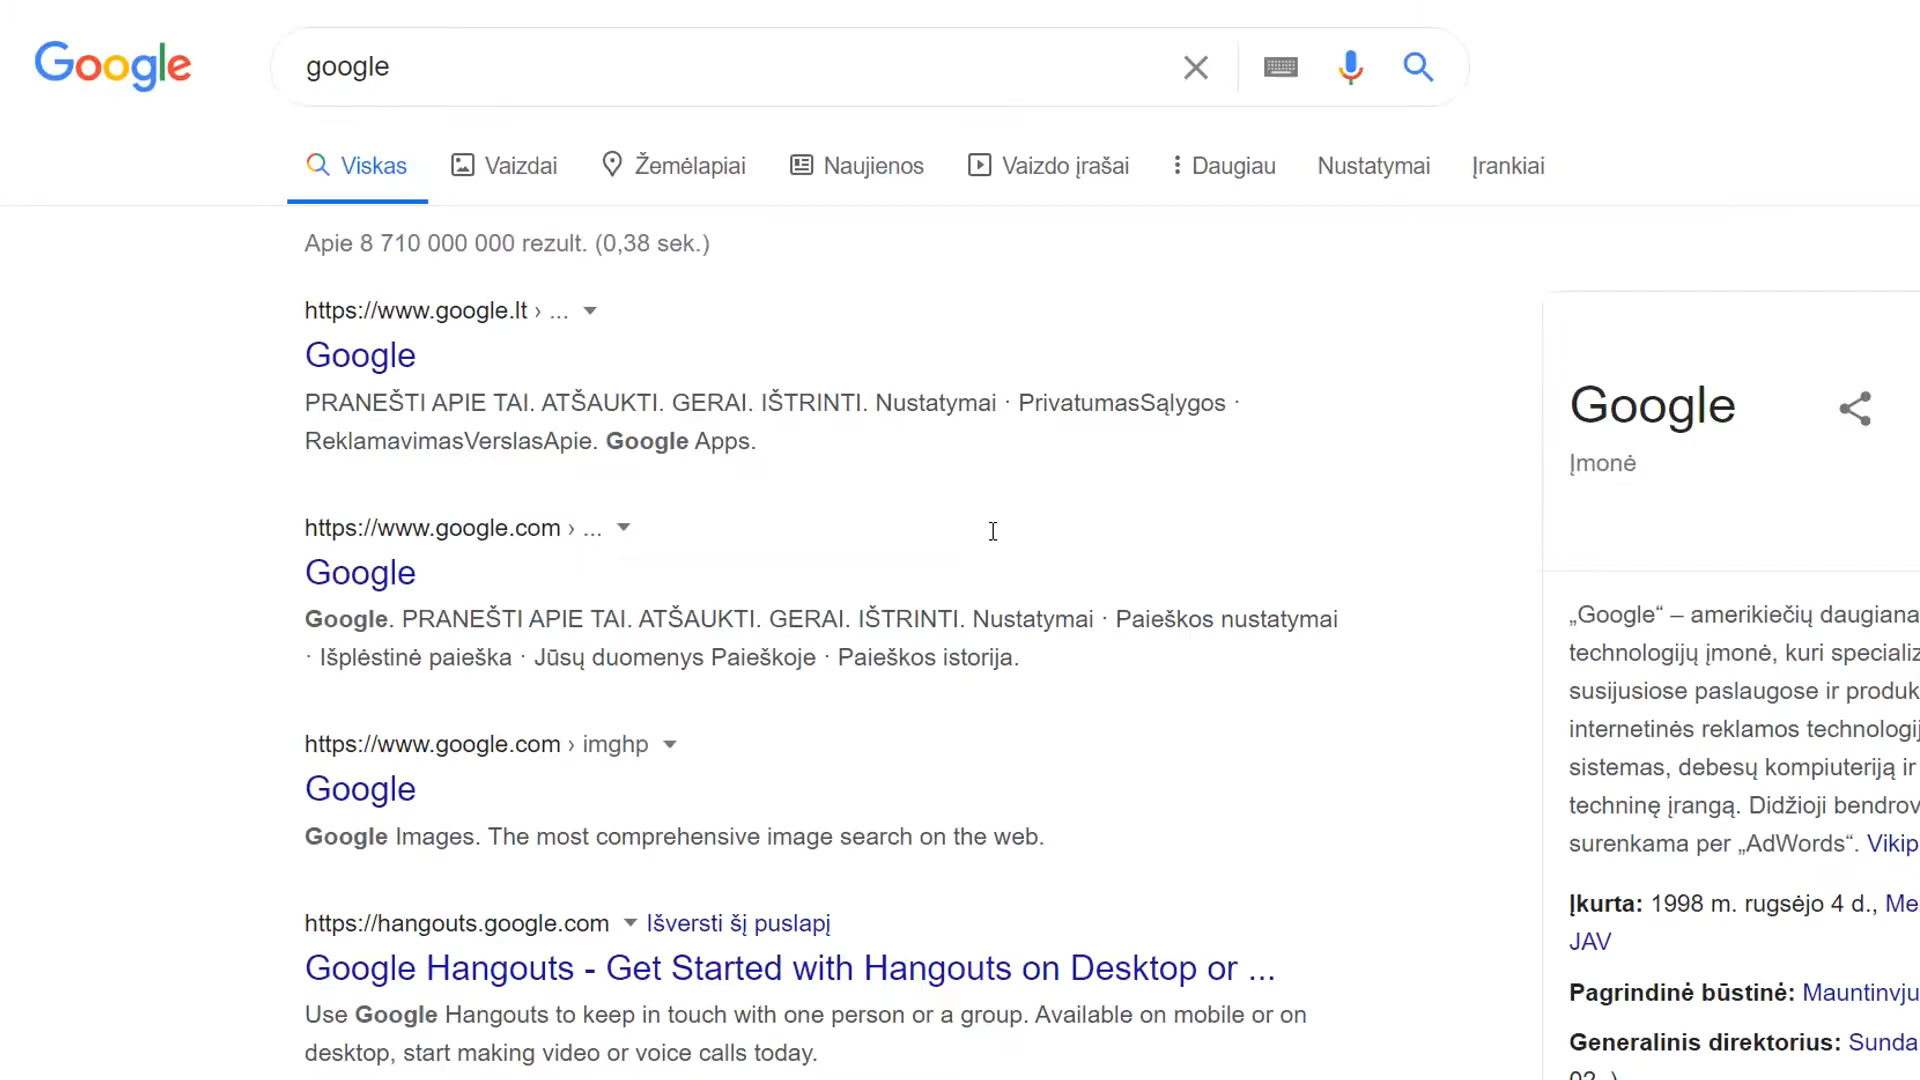 Google
google
Viskas
Vaizdai
Žemėlapiai
Naujienos
Vaizdo įrašai
Daugiau
Nustatymai
Įrankiai
Apie 8 710 000 000 rezult. (0,38 sek.)
https://www.google.lt › ...
Google
PRANEŠTI APIE TAI. ATŠAUKTI. GERAI. IŠTRINTI. Nustatymai · PrivatumasSąlygos ·
ReklamavimasVerslasApie. Google Apps.
https://www.google.com › ...
Google
Google. PRANEŠTI APIE TAI. ATŠAUKTI. GERAI. IŠTRINTI. Nustatymai · Paieškos nustatymai
· Išplėstinė paieška · Jūsų duomenys Paieškoje · Paieškos istorija.
https://www.google.com › imghp
Google
Google Images. The most comprehensive image search on the web.
https://hangouts.google.com Išversti šį puslapį
Google Hangouts - Get Started with Hangouts on Desktop or ...
Use Google Hangouts to keep in touch with one person or a group. Available on mobile or on
desktop, start making video or voice calls today.
Google
Įmonė
„Google“ – amerikiečių daugiana
technologijų įmonė, kuri specializ
susijusiose paslaugose ir produk
internetinės reklamos technologij
sistemas, debesų kompiuteriją ir
techninę įrangą. Didžioji bendrov
surenkama per „AdWords“. Vikip
Įkurta: 1998 m. rugsėjo 4 d., Me
JAV
Pagrindinė būstinė: Mauntinvju
Generalinis direktorius: Sunda